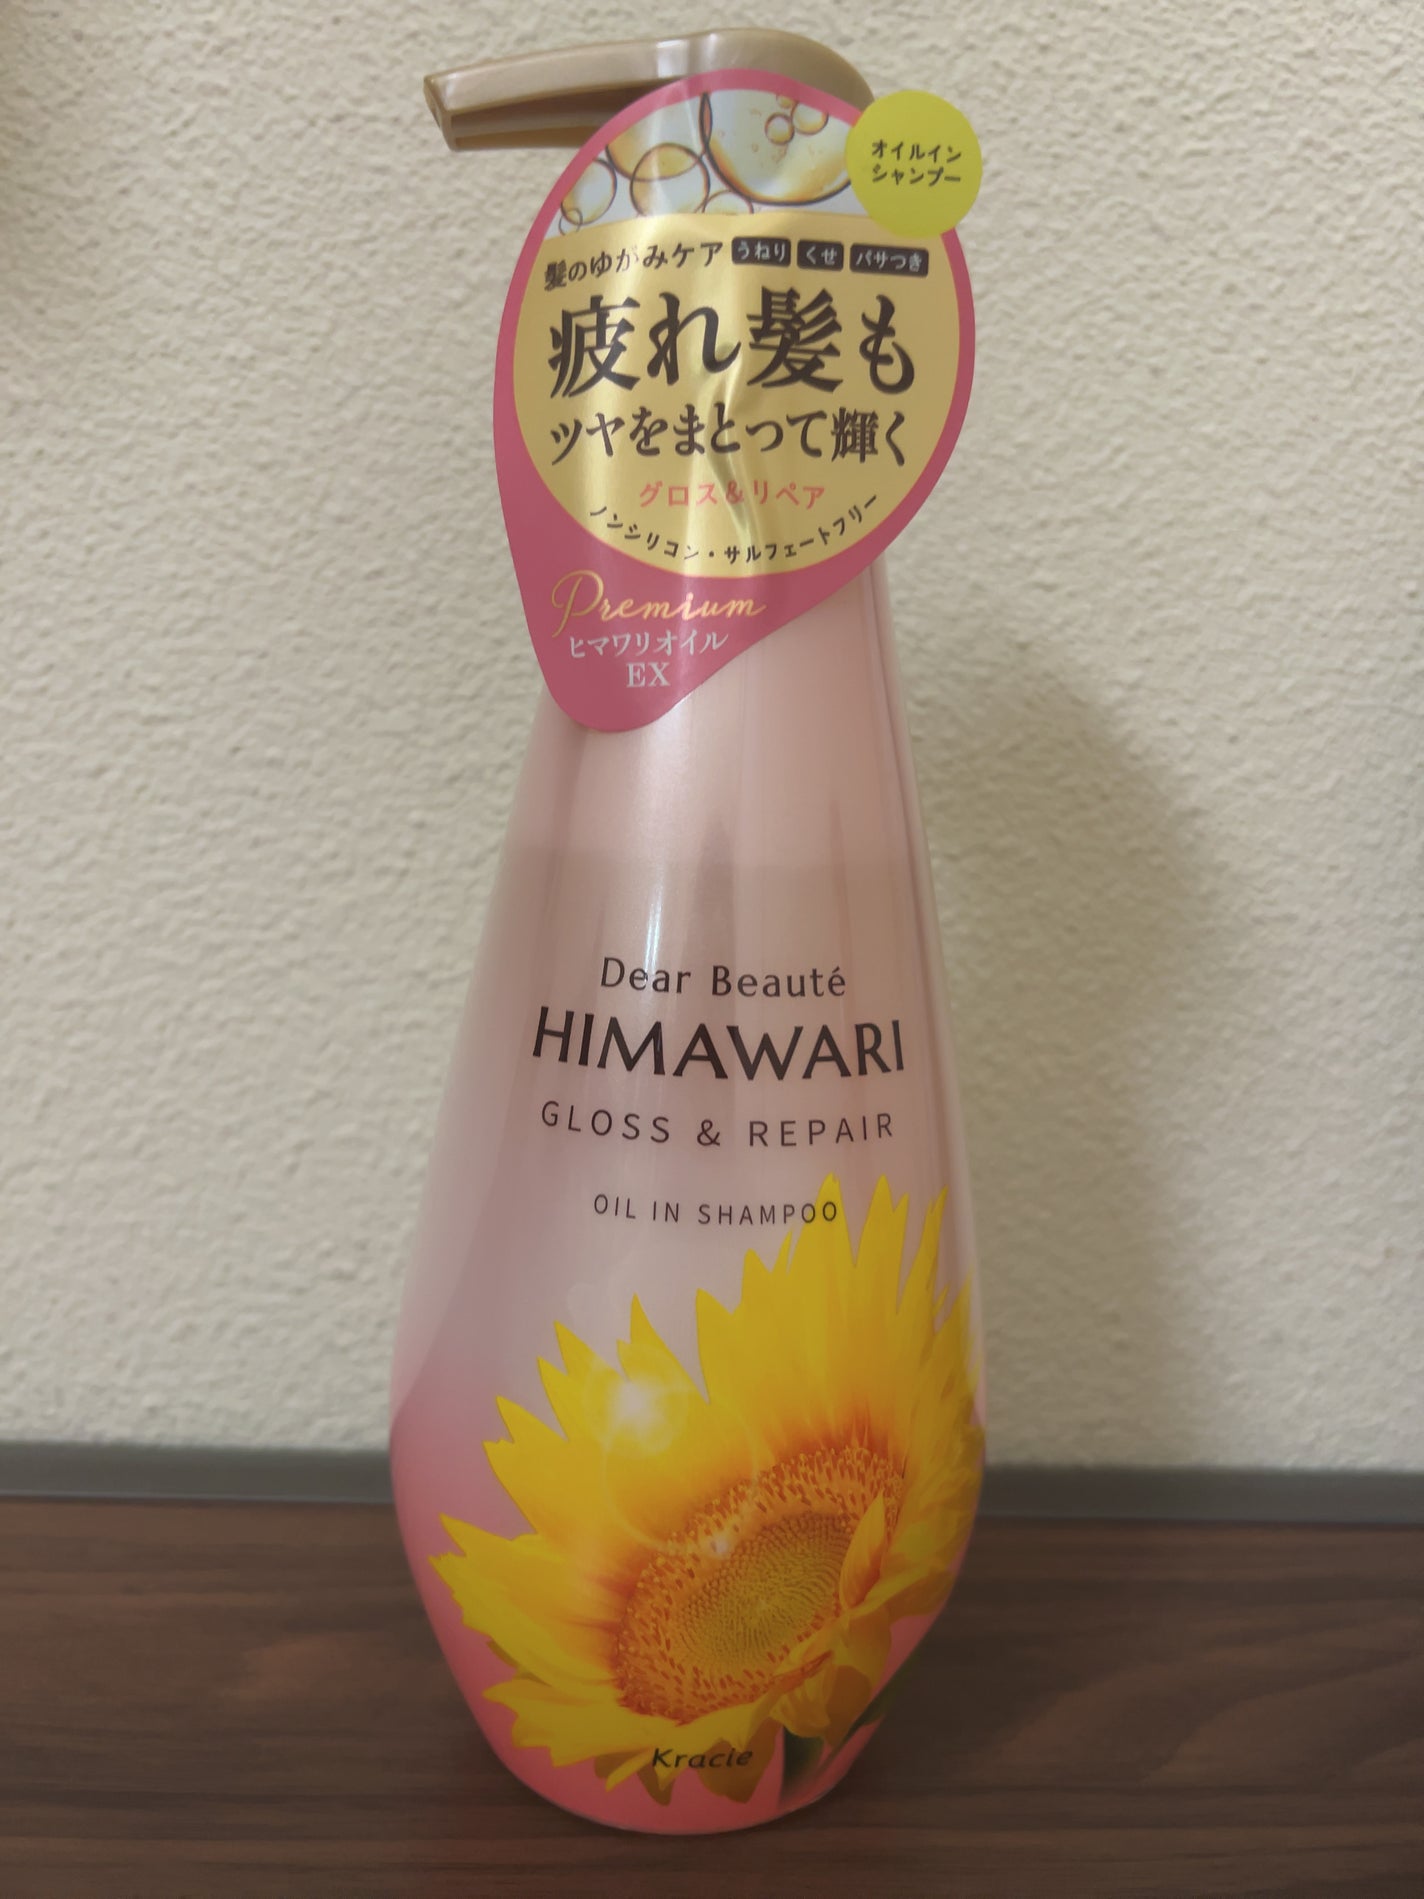 オイルイン
シャンプー
髪のゆがみケア うねり くせ パサつき
疲れ髪も
ツヤをまとって輝く
グロス&リペア
ノンシリコン・サルフェートフリー
Premium
ヒマワリオイル
EX
Dear Beauté
HIMAWARI
GLOSS & REPAIR
OIL IN SHAMPOO
Kracie